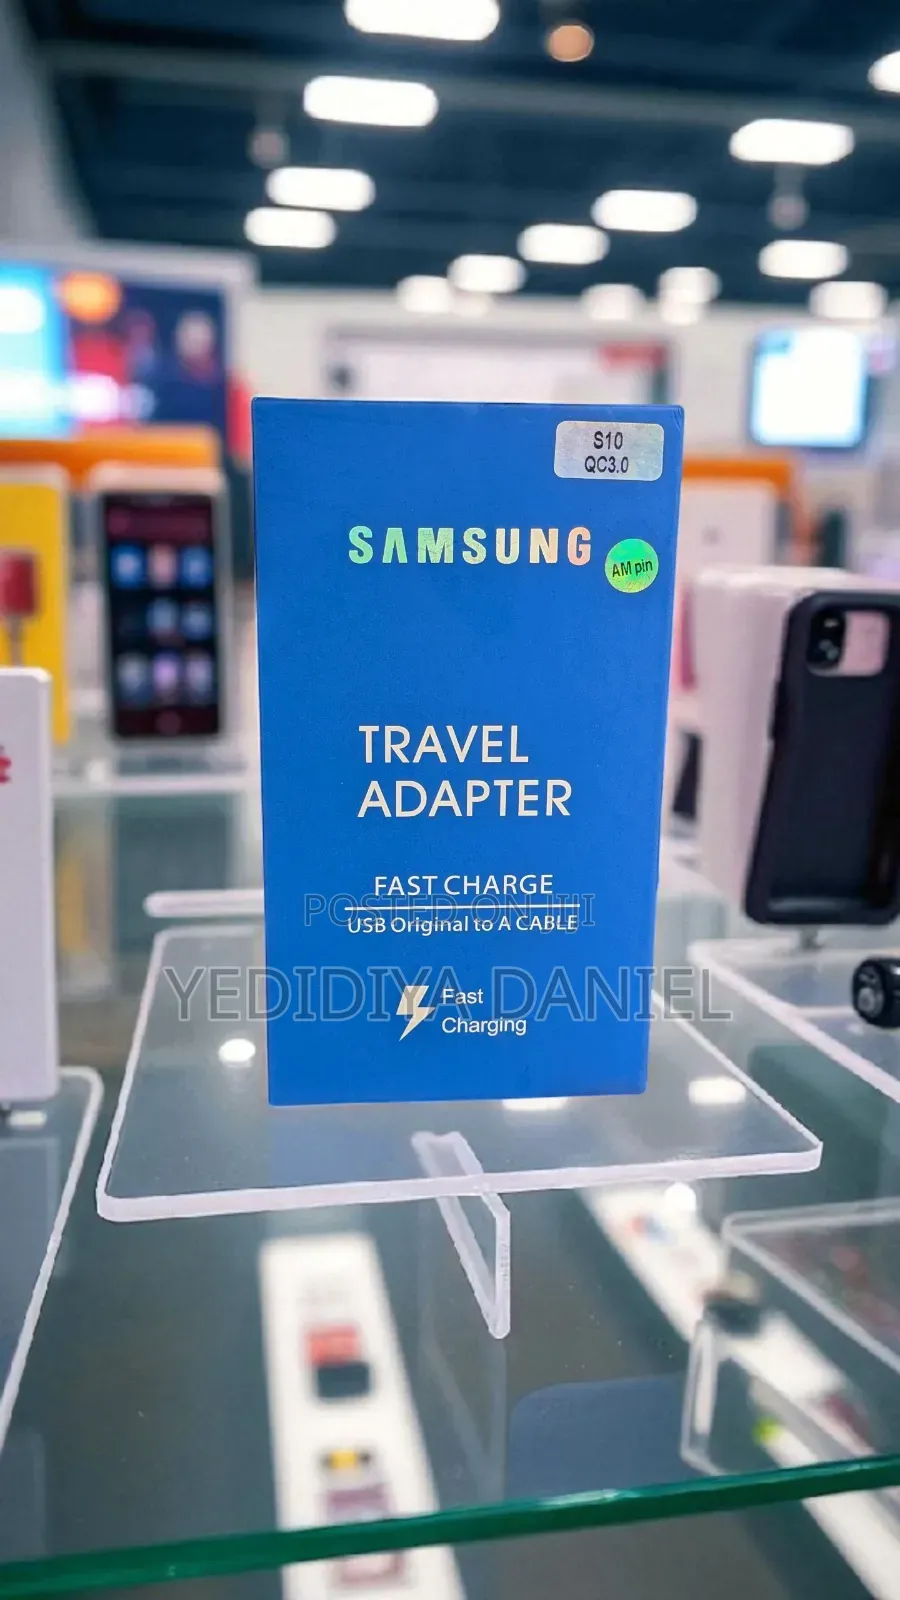 S10
QC3.0
SAMSUNG
AM pin
TRAVEL
ADAPTER
FAST CHARGE
POSTED ON JIJI
USB Original to A CABLE
YEDIDIYA DANIEL
Fast
Charging